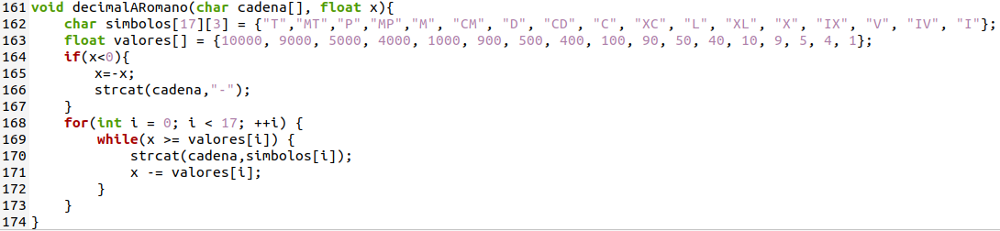 161 void decimalARomano(char cadena[], float x){
162     char simbolos[17][3] = {"T","MT","P","MP","M", "CM", "D", "CD", "C", "XC", "L", "XL", "X", "IX", "V", "IV", "I"};
163     float valores[] = {10000, 9000, 5000, 4000, 1000, 900, 500, 400, 100, 90, 50, 40, 10, 9, 5, 4, 1};
164     if(x<0){
165         x=-x;
166         strcat(cadena,"-");
167     }
168     for(int i = 0; i < 17; ++i) {
169         while(x >= valores[i]) {
170             strcat(cadena,simbolos[i]);
171             x -= valores[i];
172         }
173     }
174 }